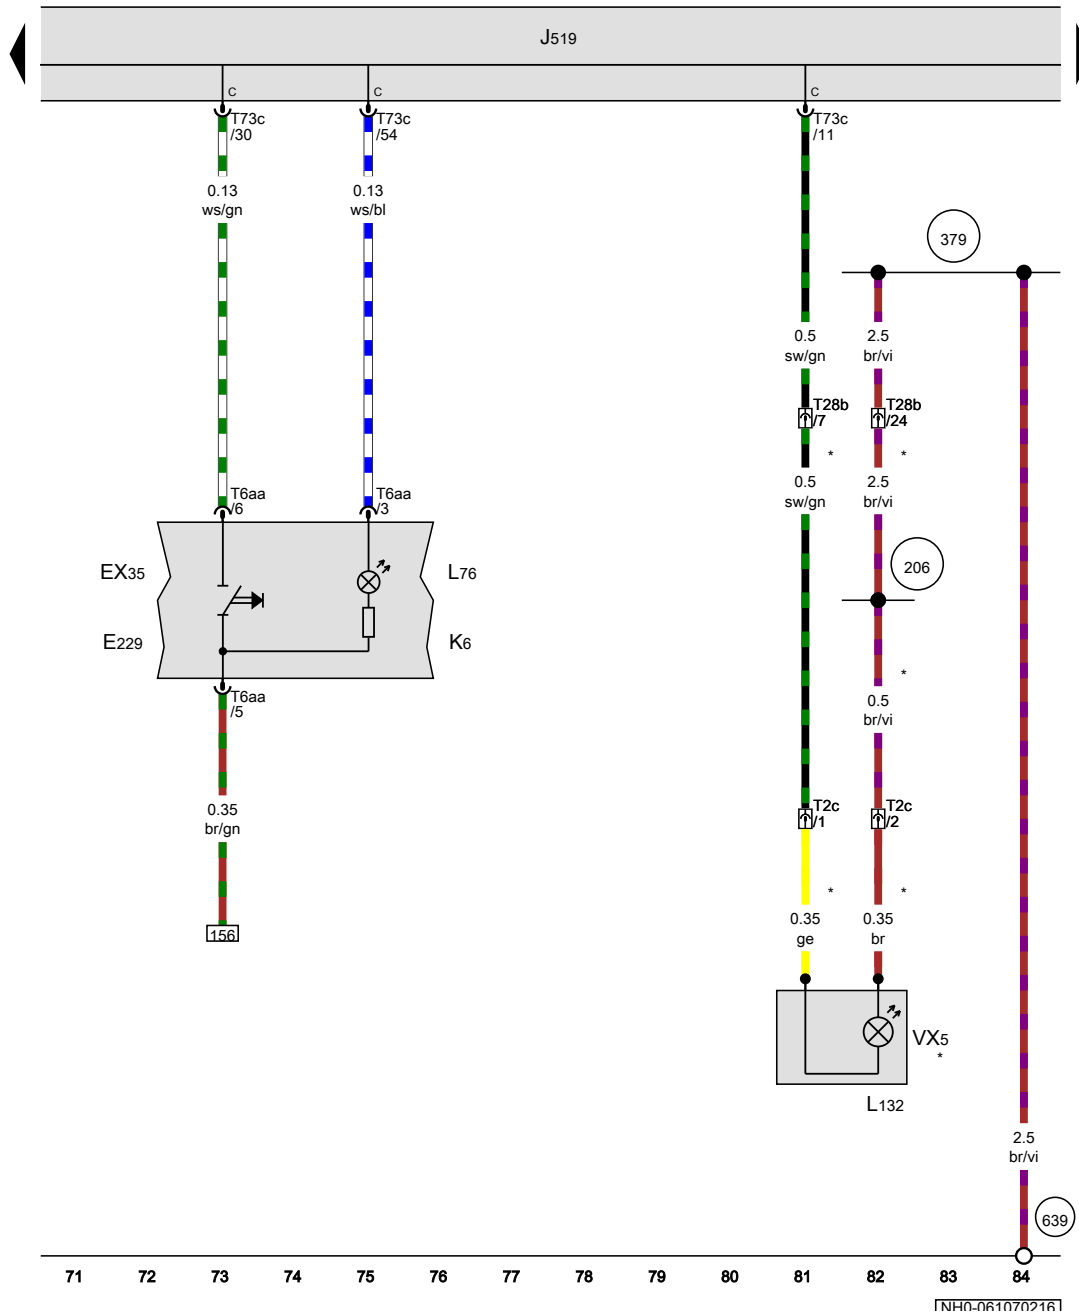 J519
c
c
c
T73c
/30
T73c
/54
T73c
/11
0.13
ws/gn
0.13
ws/bl
379
0.5
sw/gn
2.5
br/vi
T28b
/7
T28b
/24
*
*
0.5
sw/gn
2.5
br/vi
T6aa
/6
T6aa
/3
206
EX35
L76
E229
K6
*
T6aa
/5
0.5
br/vi
0.35
br/gn
T2c
/1
T2c
/2
*
*
156
0.35
ge
0.35
br
VX5
*
L132
2.5
br/vi
639
71 72 73 74 75 76 77 78 79 80 81 82 83 84
NH0-061070216